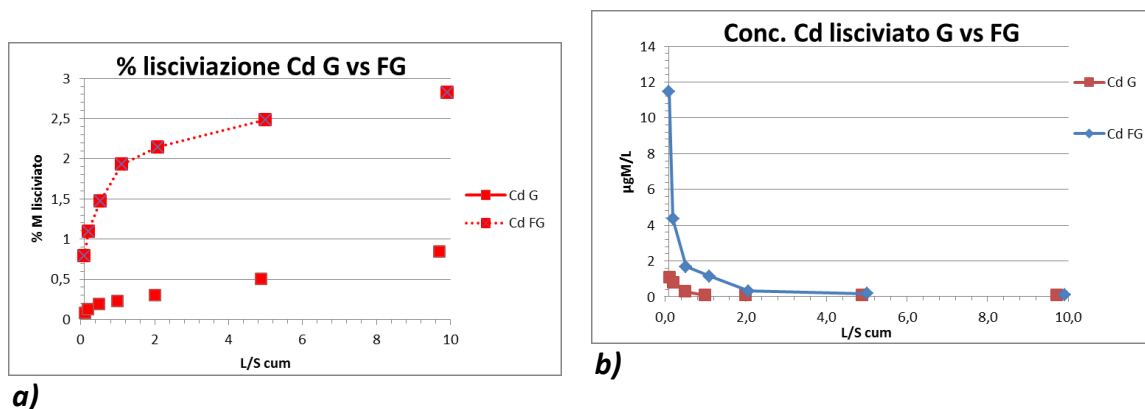 % lisciviazione Cd G vs FG
3
2,5
2
1,5
1
0,5
0
% M lisciviato
0 2 4 6 8 10
L/S cum
Cd G
Cd FG
a)
Conc. Cd lisciviato G vs FG
14
12
10
8
6
4
2
0
µgM/L
0,0 2,0 4,0 6,0 8,0 10,0
L/S cum
Cd G
Cd FG
b)